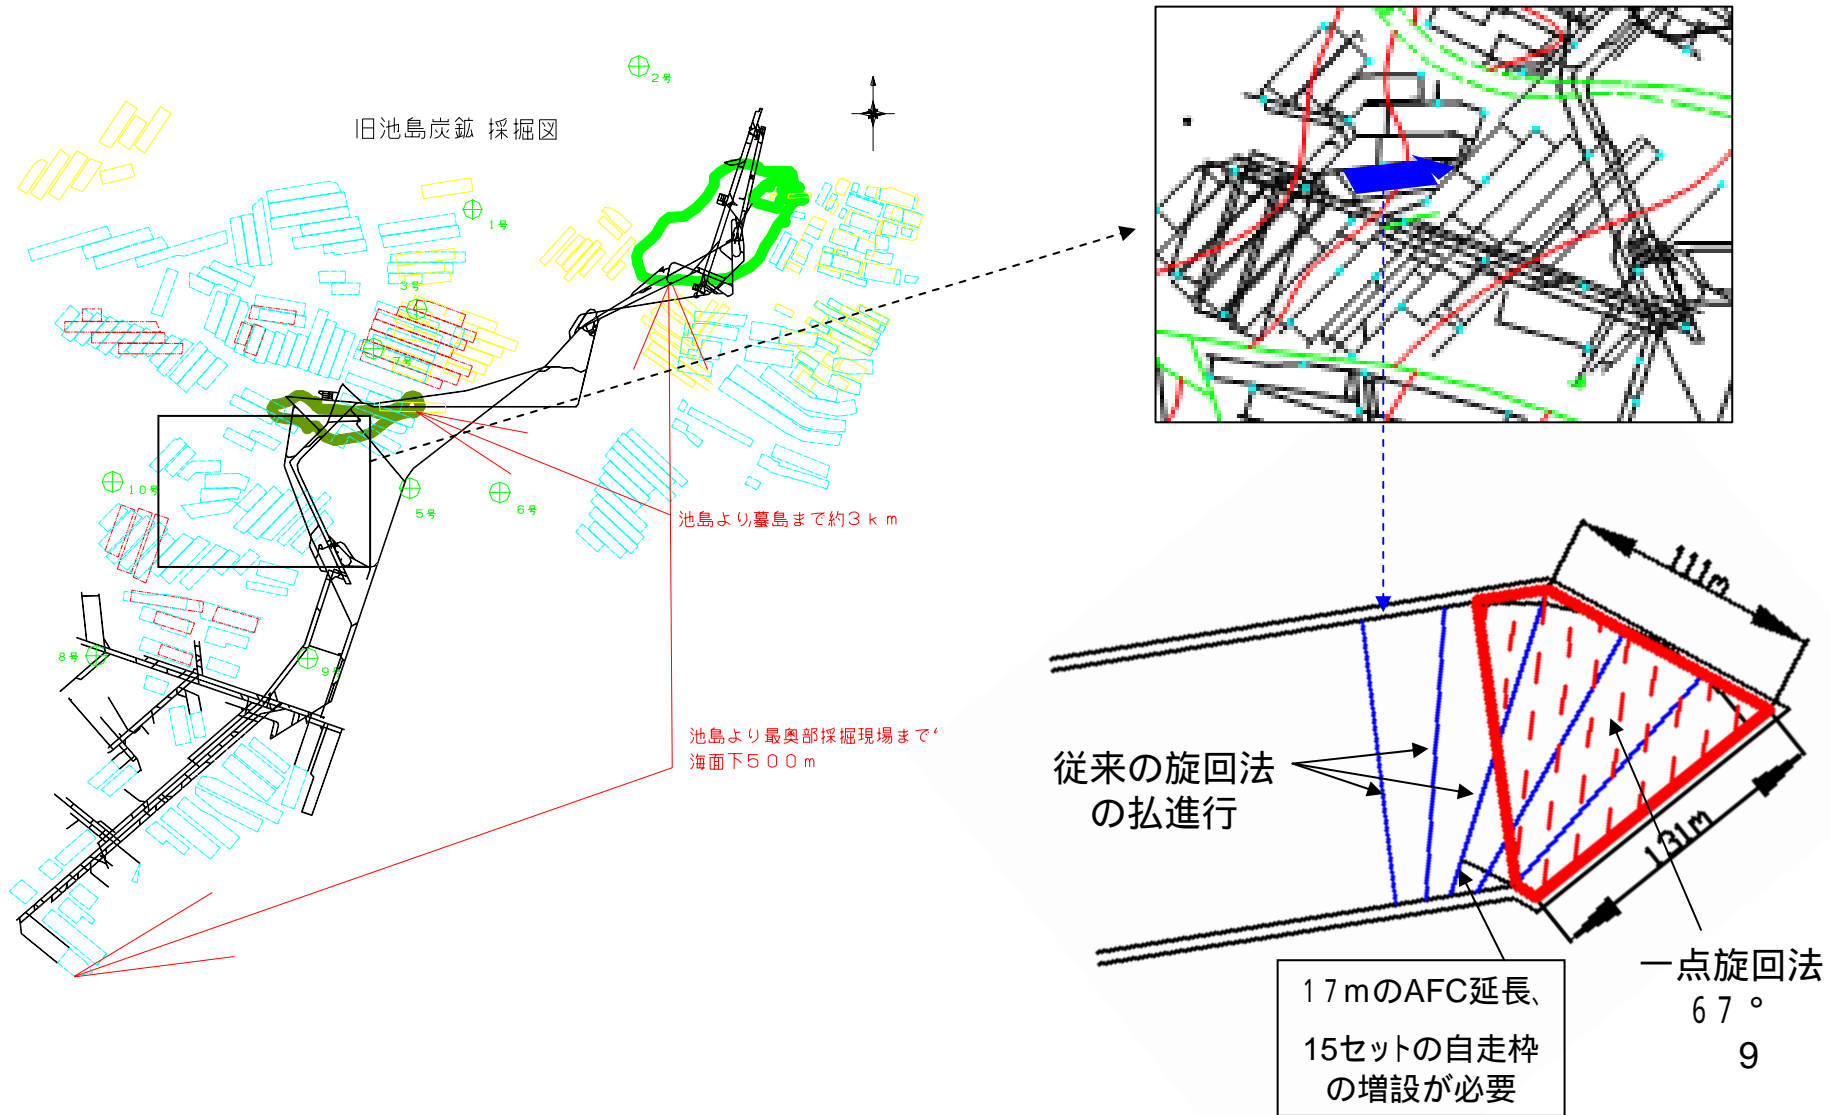 旧池島炭鉱 採掘図
2号
1号
3号
7号
10号
5号
6号
8号
9号
池島より蟇島まで約3km
池島より最奥部採掘現場まで
海面下500m
111m
131m
従来の旋回法
の払進行
一点旋回法
67°
17mのAFC延長、
15セットの自走枠
の増設が必要
9